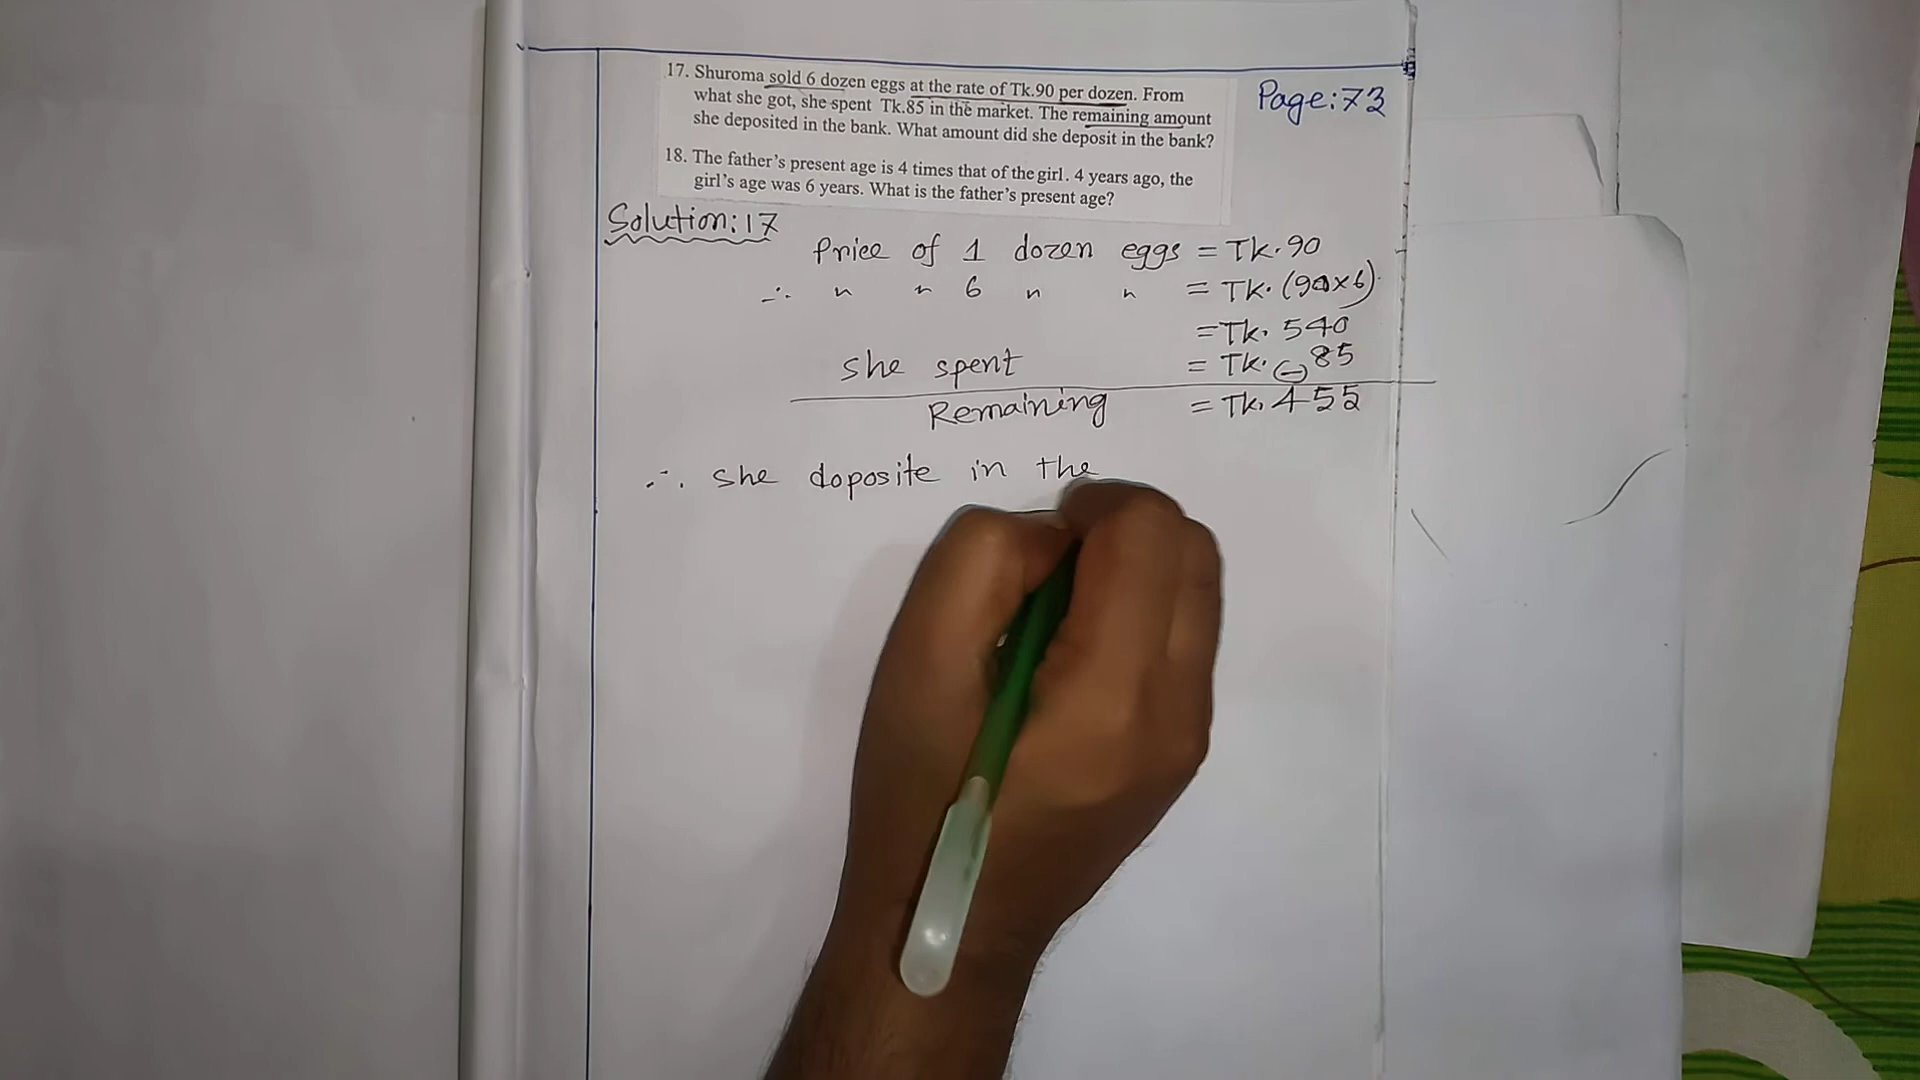 17. Shuroma sold 6 dozen eggs at the rate of Tk.90 per dozen. From
what she got, she spent Tk.85 in the market. The remaining amount
she deposited in the bank. What amount did she deposit in the bank?
18. The father's present age is 4 times that of the girl. 4 years ago, the
girl's age was 6 years. What is the father's present age?
Page:73
Solution:17
Price of 1 dozen eggs = Tk.90
∴ " " 6 " " = Tk. (90×6)
=Tk. 540
She spent = Tk. (-) 85
Remaining = Tk. 455
∴ She doposite in the